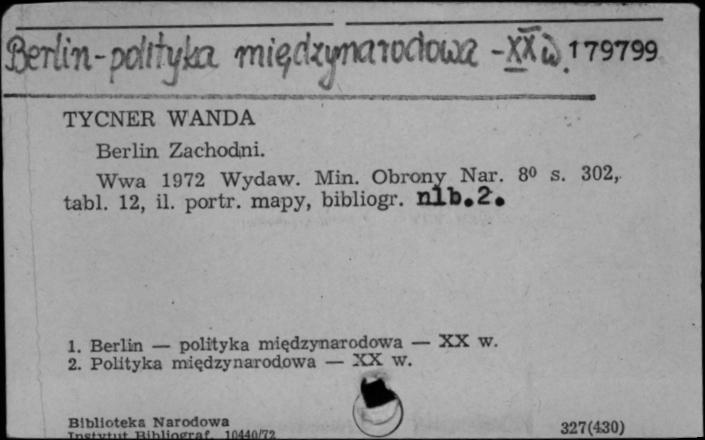 Berlin-polityka międzynarodowa -XX w. 179799
TYCNER WANDA
Berlin Zachodni.
Wwa 1972 Wydaw. Min. Obrony Nar. 8⁰ s. 302,
tabl. 12, il. portr. mapy, bibliogr. nlb.2.
1. Berlin — polityka międzynarodowa — XX w.
2. Polityka międzynarodowa — XX w.
Biblioteka Narodowa 327(430)
Instytut Bibliograf. 10440/72